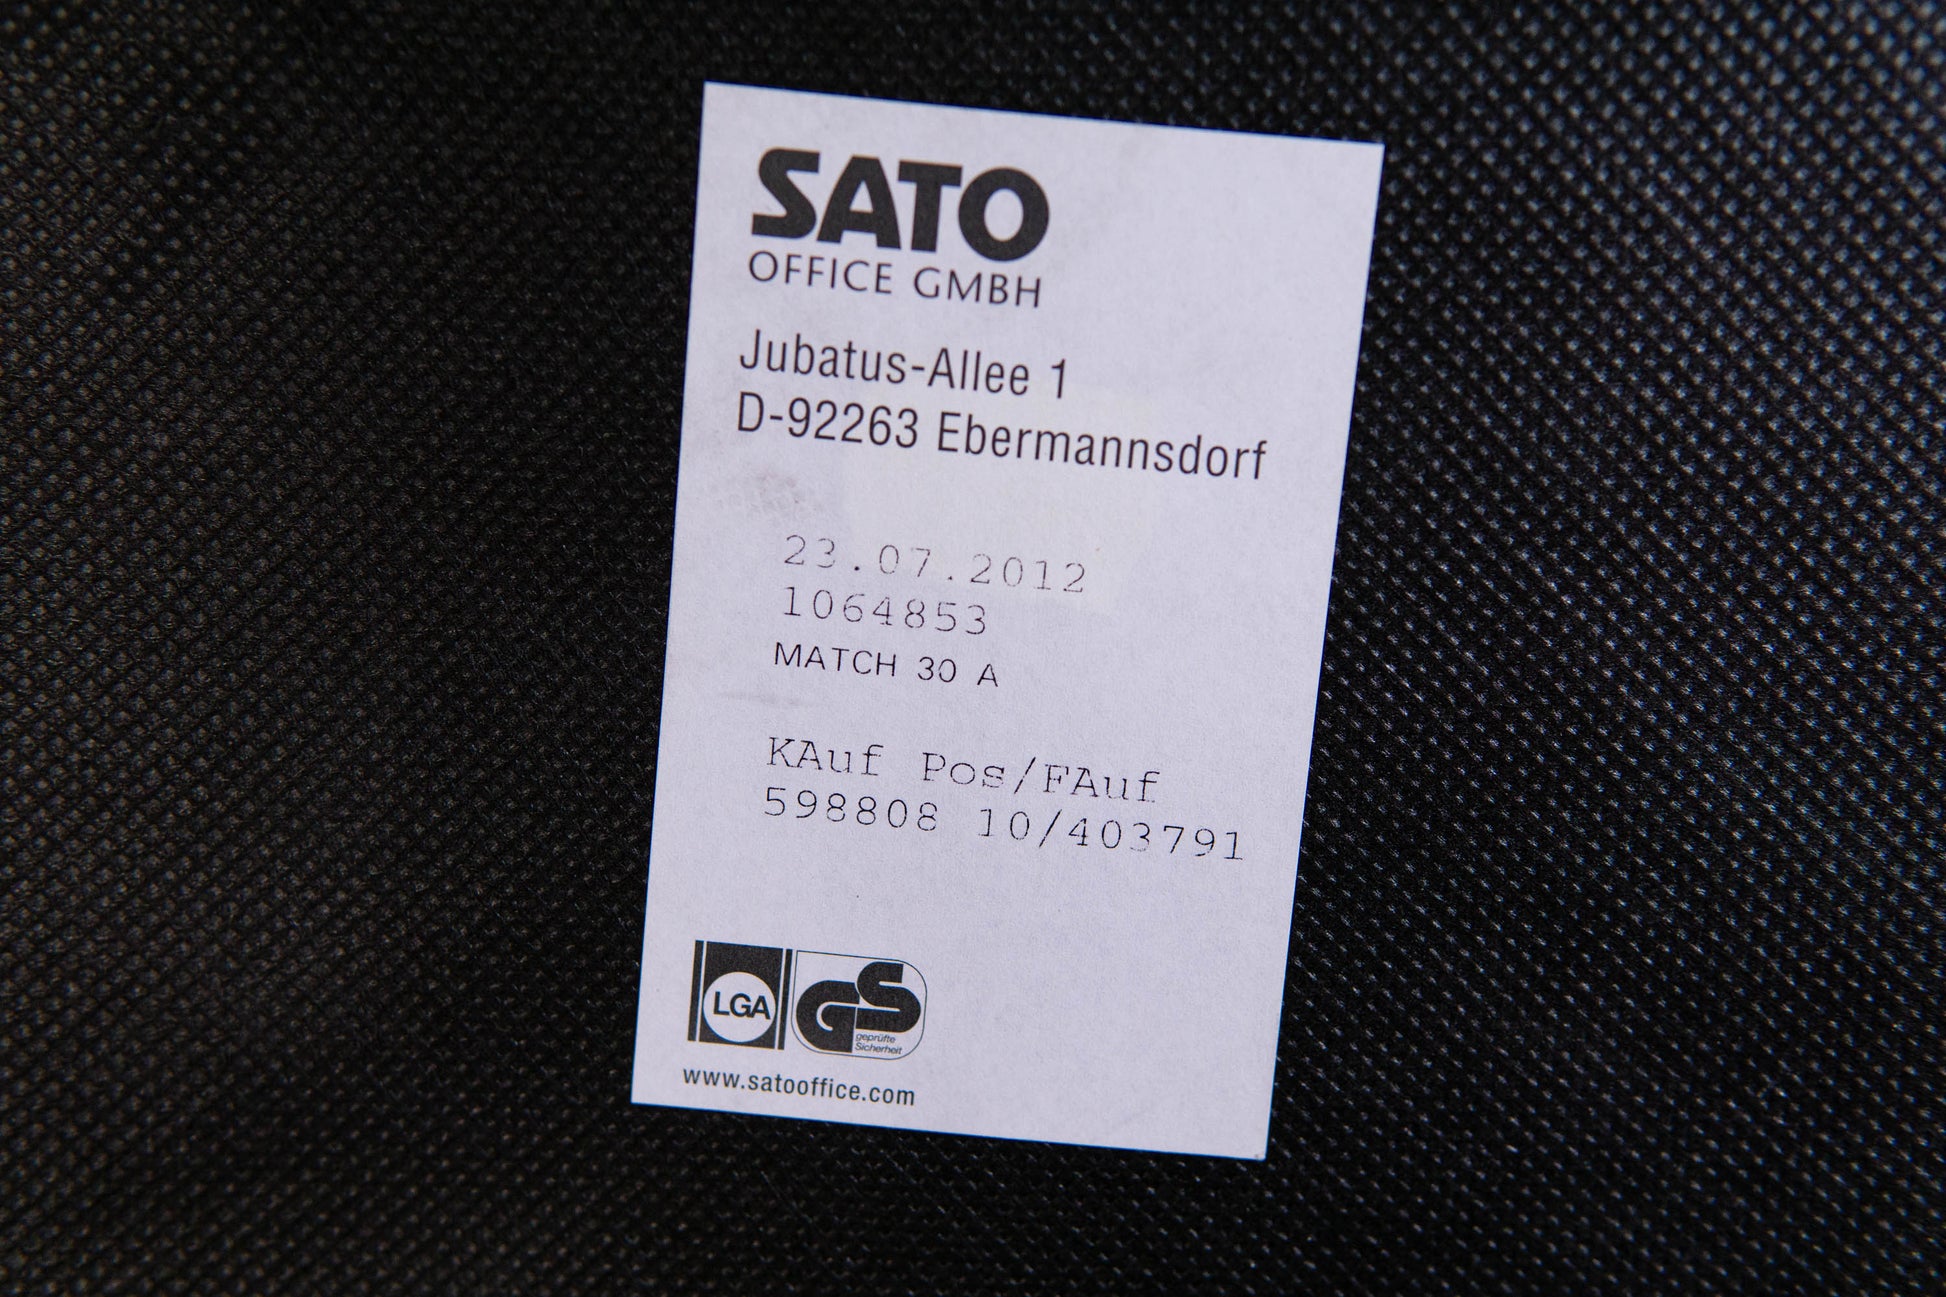 SATO
OFFICE GMBH
Jubatus-Allee 1
D-92263 Ebermannsdorf
23.07.2012
1064853
MATCH 30 A
KAuf Pos/FAuf
598808 10/403791
LGA
GS
geprüfte
Sicherheit
www.satooffice.com